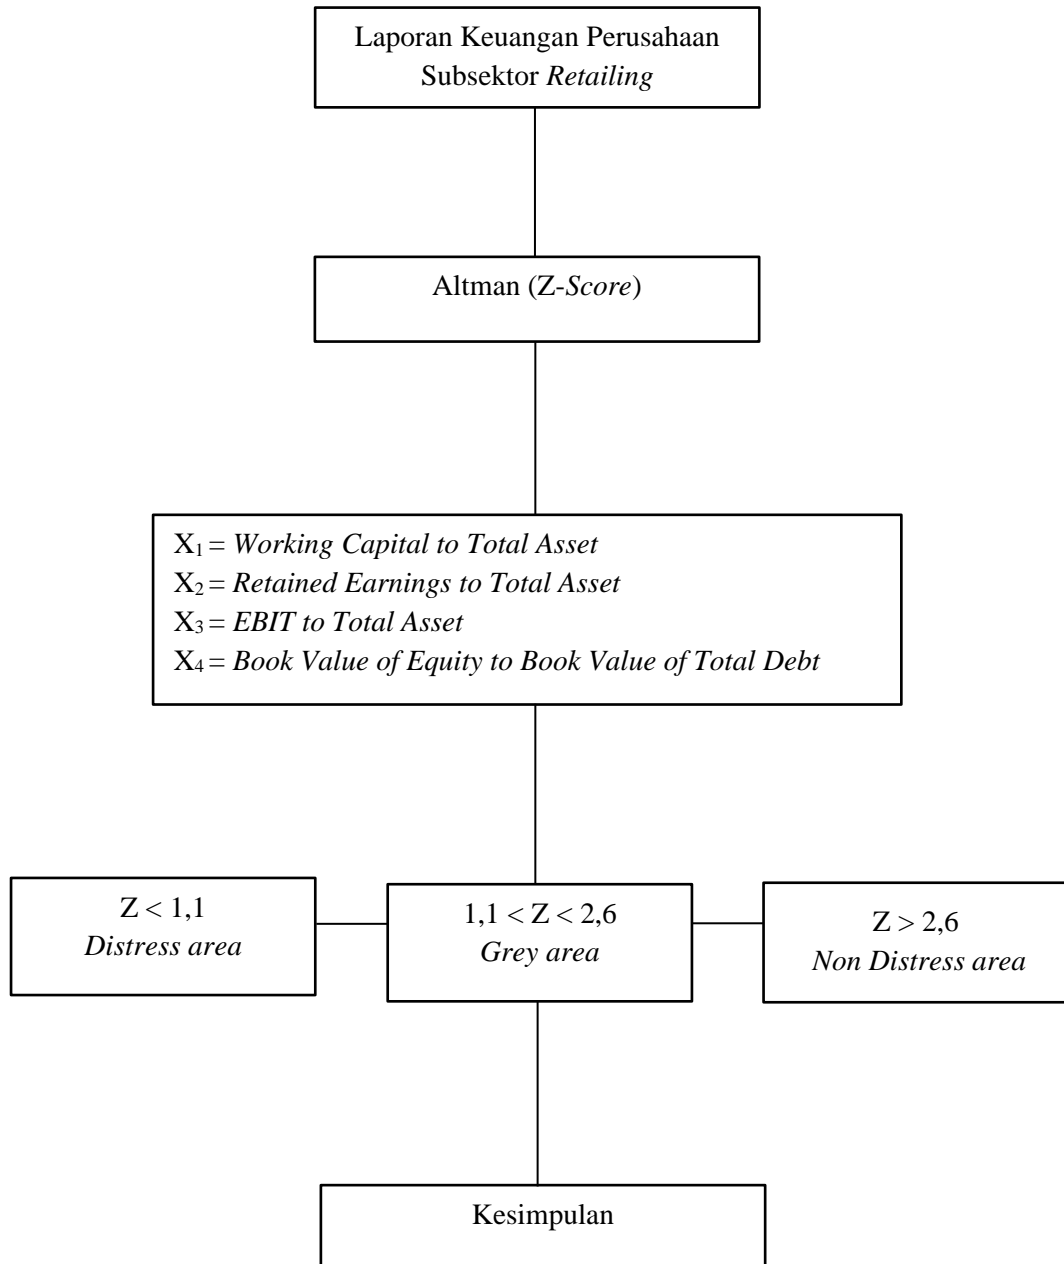 Laporan Keuangan Perusahaan
Subsektor Retailing
Altman (Z-Score)
X₁ = Working Capital to Total Asset
X₂ = Retained Earnings to Total Asset
X₃ = EBIT to Total Asset
X₄ = Book Value of Equity to Book Value of Total Debt
Z < 1,1
Distress area
1,1 < Z < 2,6
Grey area
Z > 2,6
Non Distress area
Kesimpulan